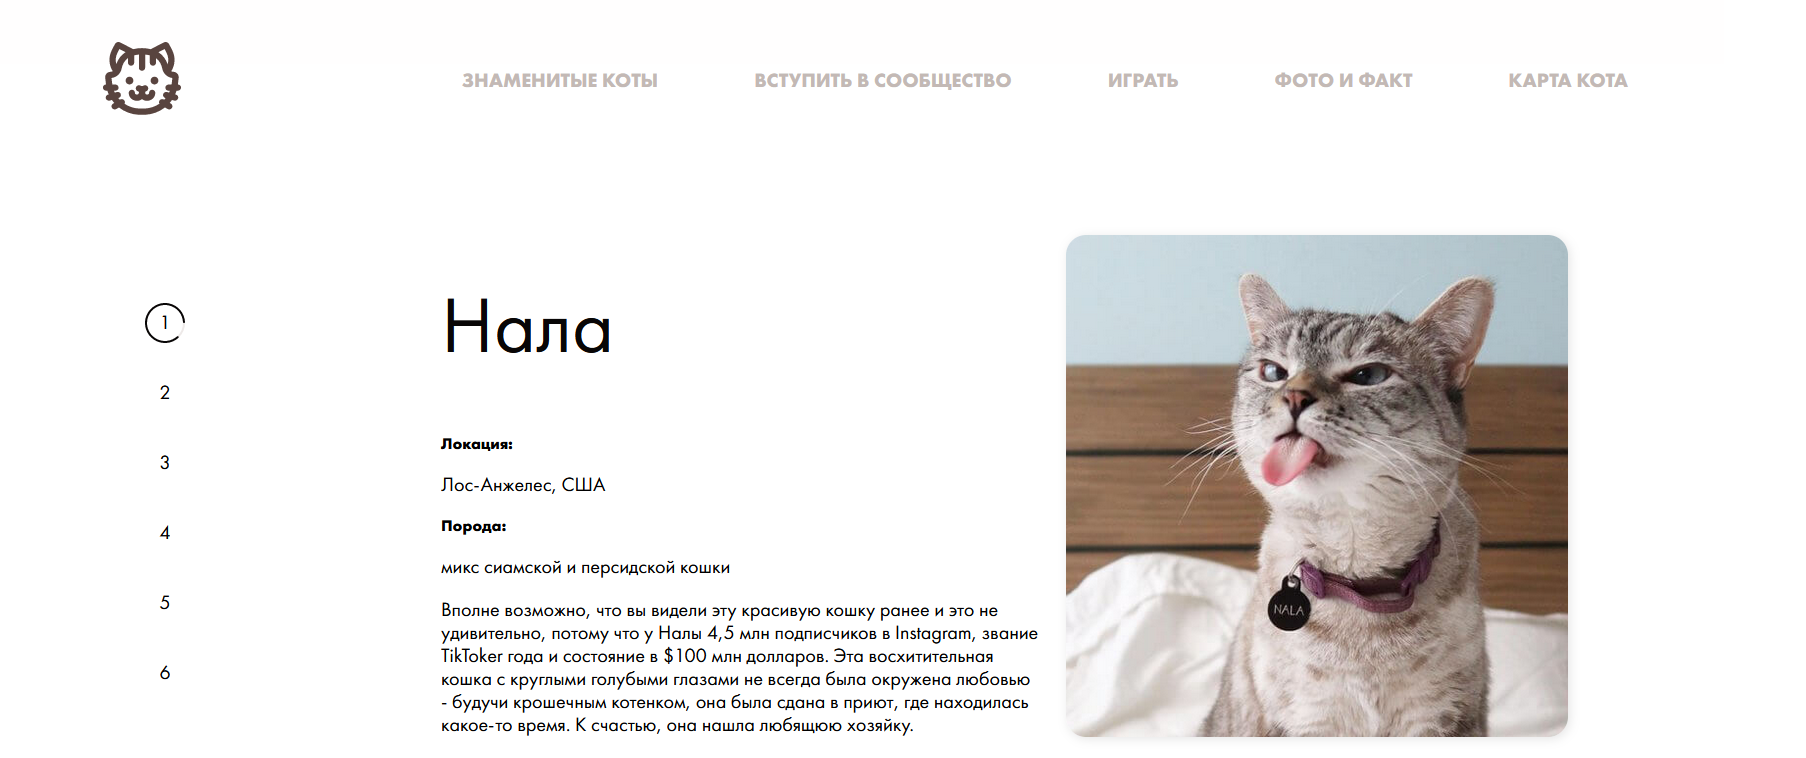 ЗНАМЕНИТЫЕ КОТЫ ВСТУПИТЬ В СООБЩЕСТВО ИГРАТЬ ФОТО И ФАКТ КАРТА КОТА
1
2
3
4
5
6
Нала
Локация:
Лос-Анжелес, США
Порода:
микс сиамской и персидской кошки
Вполне возможно, что вы видели эту красивую кошку ранее и это не
удивительно, потому что у Налы 4,5 млн подписчиков в Instagram, звание
TikToker года и состояние в $100 млн долларов. Эта восхитительная
кошка с круглыми голубыми глазами не всегда была окружена любовью
- будучи крошечным котенком, она была сдана в приют, где находилась
какое-то время. К счастью, она нашла любящюю хозяйку.
NALA